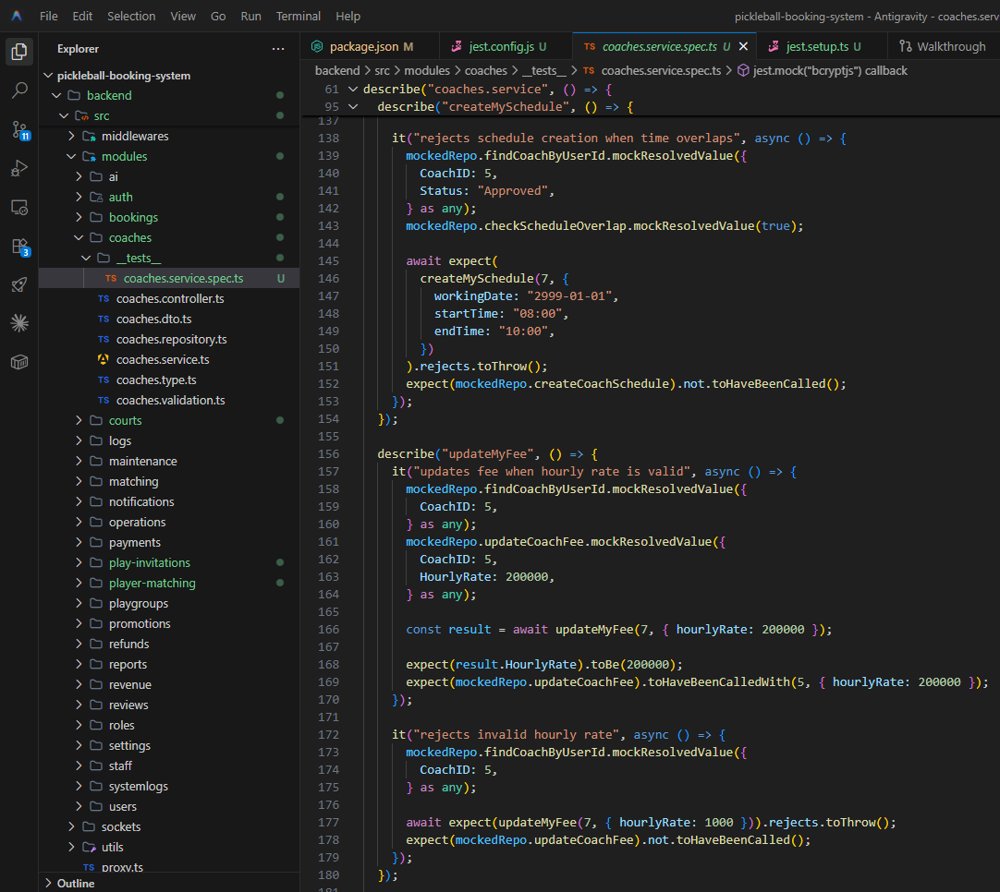 File Edit Selection View Go Run Terminal Help
pickleball-booking-system - Antigravity - coaches.serv
Explorer
package.json M
jest.config.js U
TS coaches.service.spec.ts U
jest.setup.ts U
Walkthrough
backend > src > modules > coaches > __tests__ > TS coaches.service.spec.ts > jest.mock("bcryptjs") callback
pickleball-booking-system
backend
src
middlewares
modules
ai
auth
bookings
coaches
__tests__
TS coaches.service.spec.ts U
TS coaches.controller.ts
TS coaches.dto.ts
TS coaches.repository.ts
coaches.service.ts
TS coaches.type.ts
TS coaches.validation.ts
courts
logs
maintenance
matching
notifications
operations
payments
play-invitations
player-matching
playgroups
promotions
refunds
reports
revenue
reviews
roles
settings
staff
systemlogs
users
sockets
utils
TS proxy.ts
Outline
11
3
61 describe("coaches.service", () => {
95 describe("createMySchedule", () => {
137
138 it("rejects schedule creation when time overlaps", async () => {
139 mockedRepo.findCoachByUserId.mockResolvedValue({
140 CoachID: 5,
141 Status: "Approved",
142 } as any);
143 mockedRepo.checkScheduleOverlap.mockResolvedValue(true);
144
145 await expect(
146 createMySchedule(7, {
147 workingDate: "2999-01-01",
148 startTime: "08:00",
149 endTime: "10:00",
150 })
151 ).rejects.toThrow();
152 expect(mockedRepo.createCoachSchedule).not.toHaveBeenCalled();
153 });
154 });
155
156 describe("updateMyFee", () => {
157 it("updates fee when hourly rate is valid", async () => {
158 mockedRepo.findCoachByUserId.mockResolvedValue({
159 CoachID: 5,
160 } as any);
161 mockedRepo.updateCoachFee.mockResolvedValue({
162 CoachID: 5,
163 HourlyRate: 200000,
164 } as any);
165
166 const result = await updateMyFee(7, { hourlyRate: 200000 });
167
168 expect(result.HourlyRate).toBe(200000);
169 expect(mockedRepo.updateCoachFee).toHaveBeenCalledWith(5, { hourlyRate: 200000 });
170 });
171
172 it("rejects invalid hourly rate", async () => {
173 mockedRepo.findCoachByUserId.mockResolvedValue({
174 CoachID: 5,
175 } as any);
176
177 await expect(updateMyFee(7, { hourlyRate: 1000 })).rejects.toThrow();
178 expect(mockedRepo.updateCoachFee).not.toHaveBeenCalled();
179 });
180 });
181